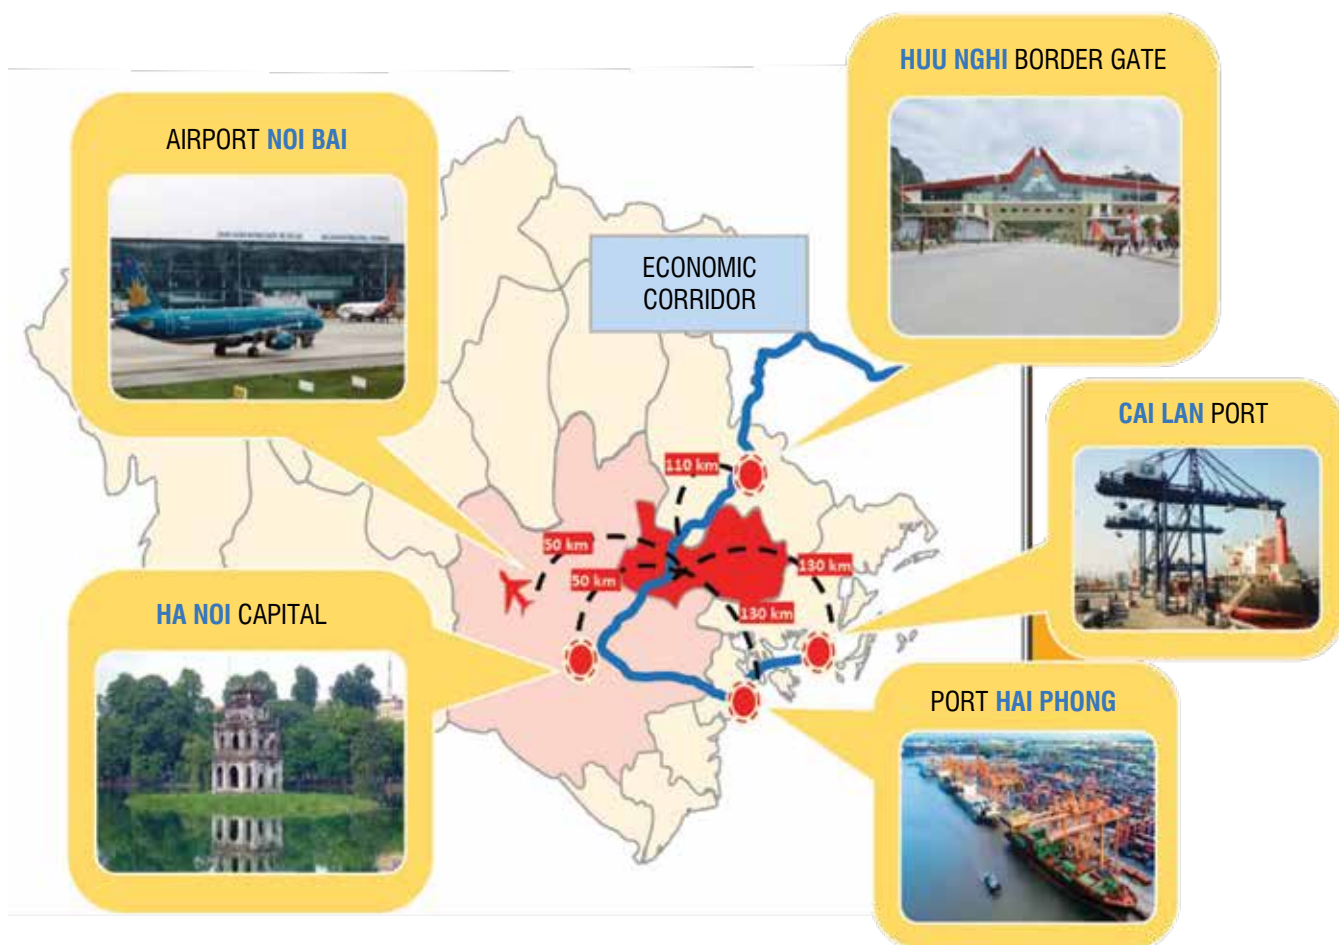 HUU NGHI BORDER GATE
AIRPORT NOI BAI
ECONOMIC
CORRIDOR
CAI LAN PORT
110 km
50 km
130 km
50 km
130 km
HA NOI CAPITAL
PORT HAI PHONG